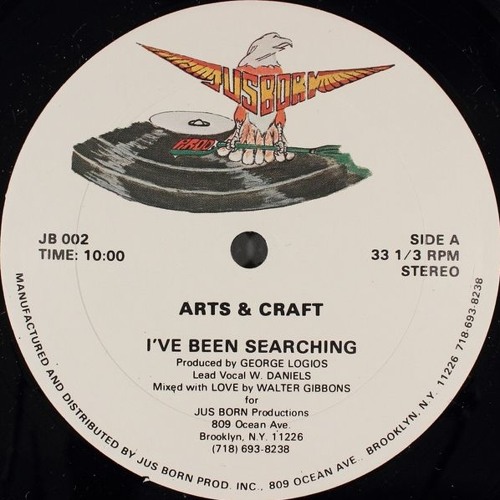 JUS BORN
JB 002
TIME: 10:00
SIDE A
33 1/3 RPM
STEREO
ARTS & CRAFT
I'VE BEEN SEARCHING
Produced by GEORGE LOGIOS
Lead Vocal W. DANIELS
Mixed with LOVE by WALTER GIBBONS
for
JUS BORN Productions
809 Ocean Ave.
Brooklyn, N.Y. 11226
(718) 693-8238
MANUFACTURED AND DISTRIBUTED BY JUS BORN PROD. INC., 809 OCEAN AVE., BROOKLYN, N.Y. 11226 718-693-8238